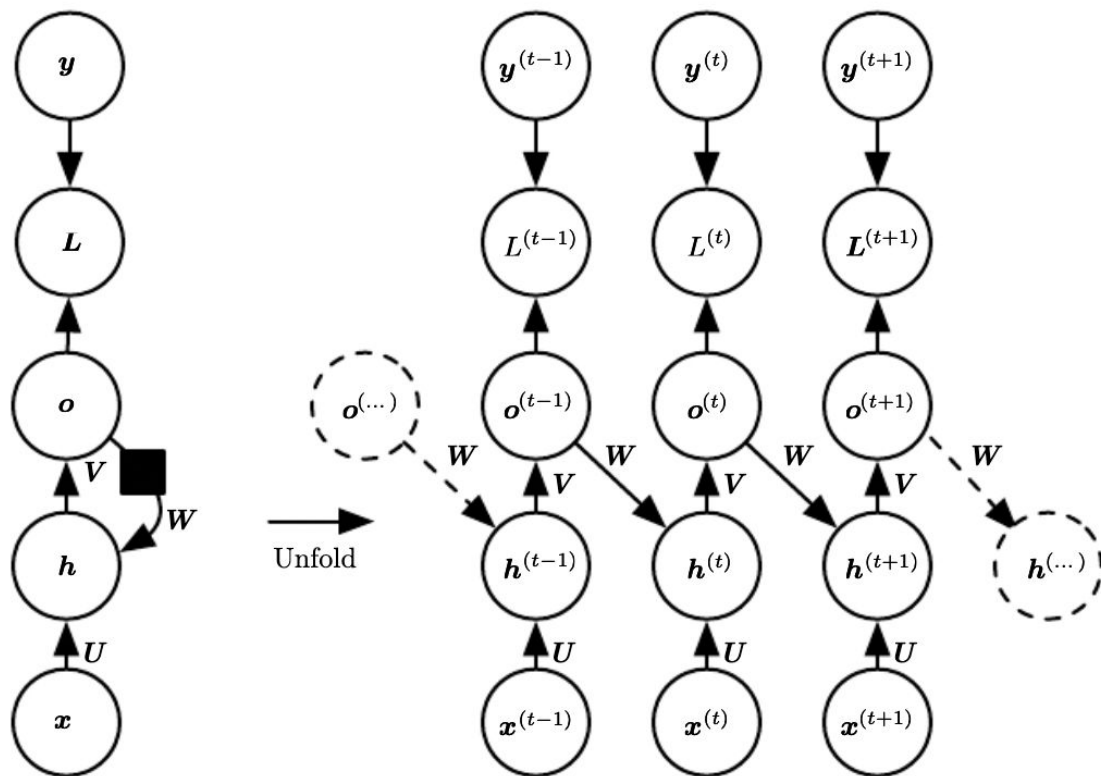 y
y^(t−1)
y^(t)
y^(t+1)
L
L^(t−1)
L^(t)
L^(t+1)
o
o^(...)
o^(t−1)
o^(t)
o^(t+1)
V
W
W
V
W
V
W
V
W
Unfold
h
h^(t−1)
h^(t)
h^(t+1)
h^(...)
U
U
U
U
x
x^(t−1)
x^(t)
x^(t+1)